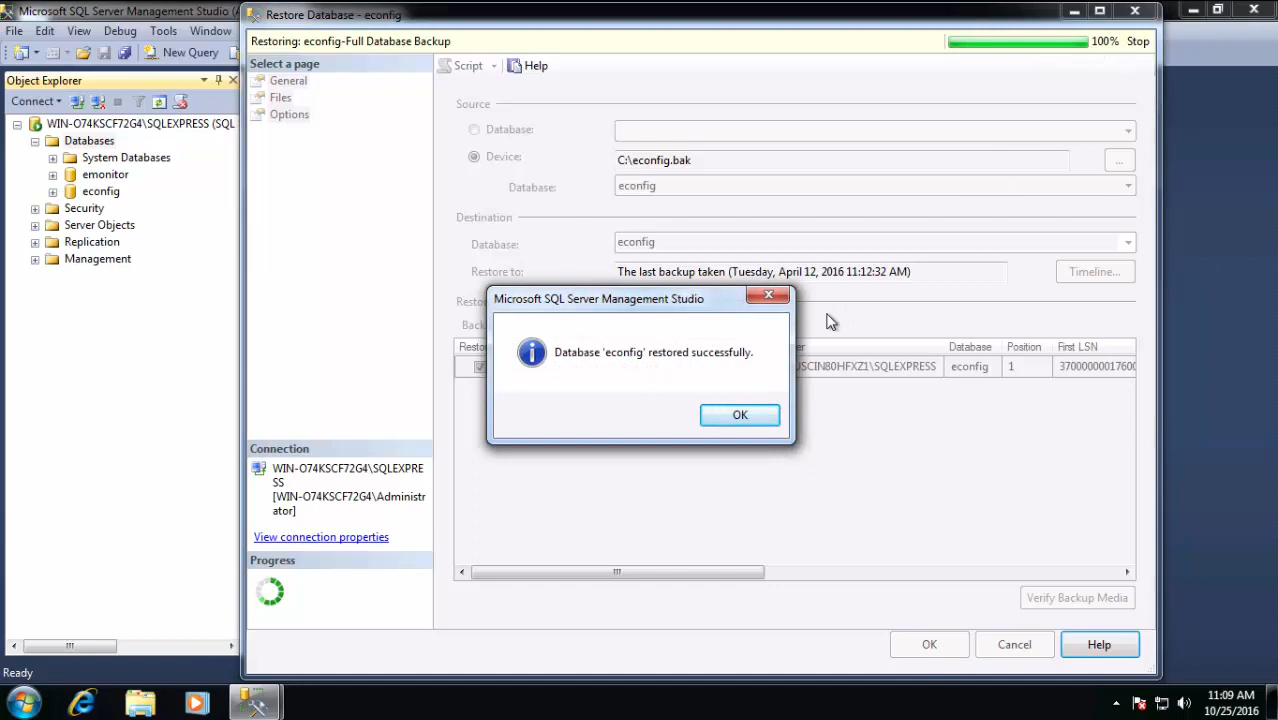 Microsoft SQL Server Management Studio (A
File Edit View Debug Tools Window
New Query
Object Explorer
Connect
WIN-O74KSCF72G4\SQLEXPRESS (SQL
Databases
System Databases
emonitor
econfig
Security
Server Objects
Replication
Management
Ready
Restore Database - econfig
Restoring: econfig-Full Database Backup
100% Stop
Select a page
General
Files
Options
Script Help
Source
Database:
Device: C:\econfig.bak ...
Database: econfig
Destination
Database: econfig
Restore to: The last backup taken (Tuesday, April 12, 2016 11:12:32 AM) Timeline...
Resto
Back
Restor er Database Position First LSN
JSCIN80HFXZ1\SQLEXPRESS econfig 1 37000000017600
Microsoft SQL Server Management Studio
Database 'econfig' restored successfully.
OK
Connection
WIN-O74KSCF72G4\SQLEXPRE
SS
[WIN-O74KSCF72G4\Administr
ator]
View connection properties
Progress
Verify Backup Media
OK Cancel Help
11:09 AM
10/25/2016